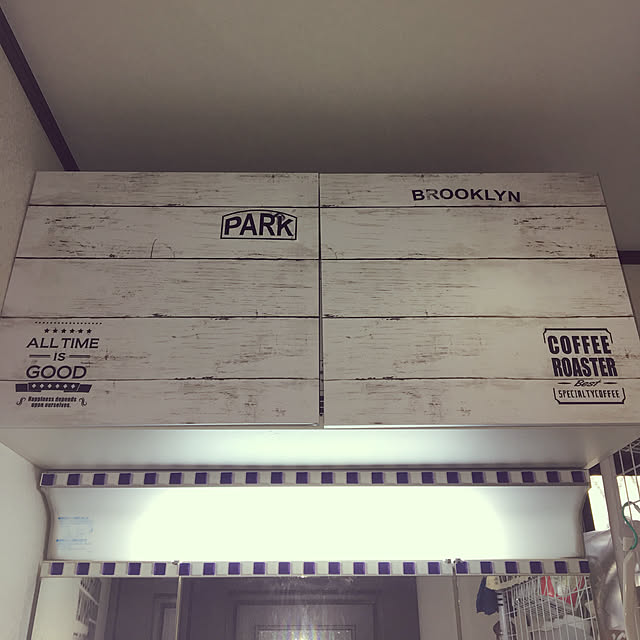 PARK
BROOKLYN
ALL TIME
IS
GOOD
Happiness depends
upon ourselves.
COFFEE
ROASTER
Best
SPECIALTYCOFFEE